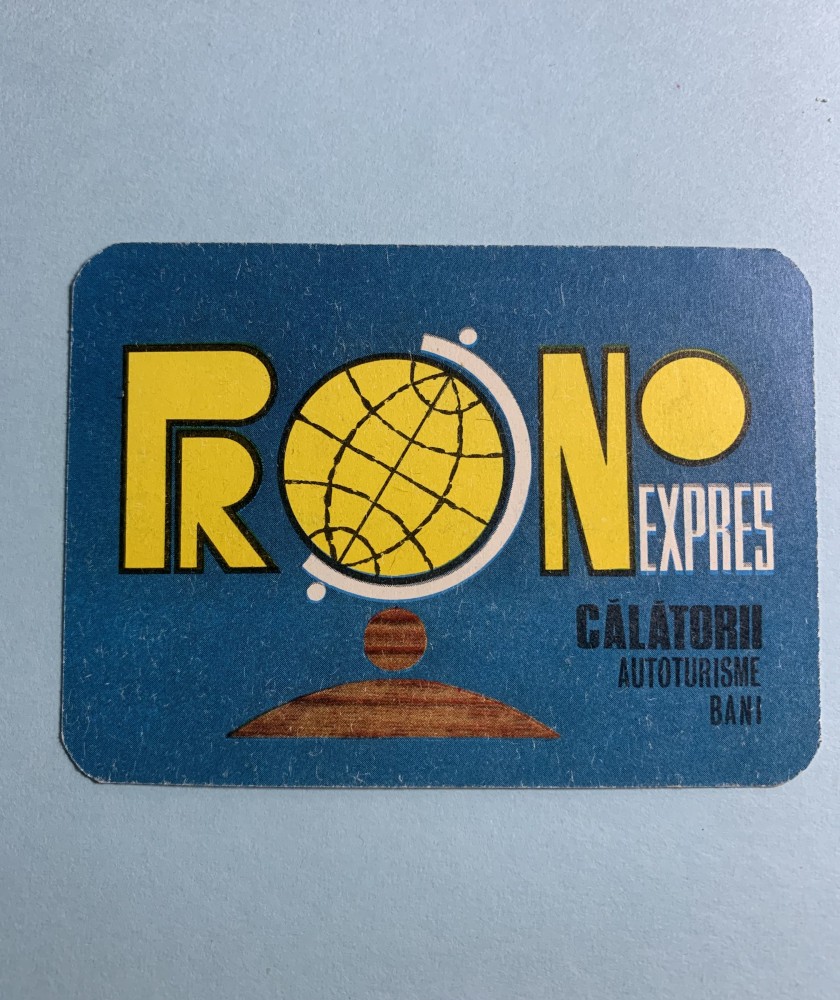 PRONO
EXPRES
CĂLĂTORII
AUTOTURISME
BANI